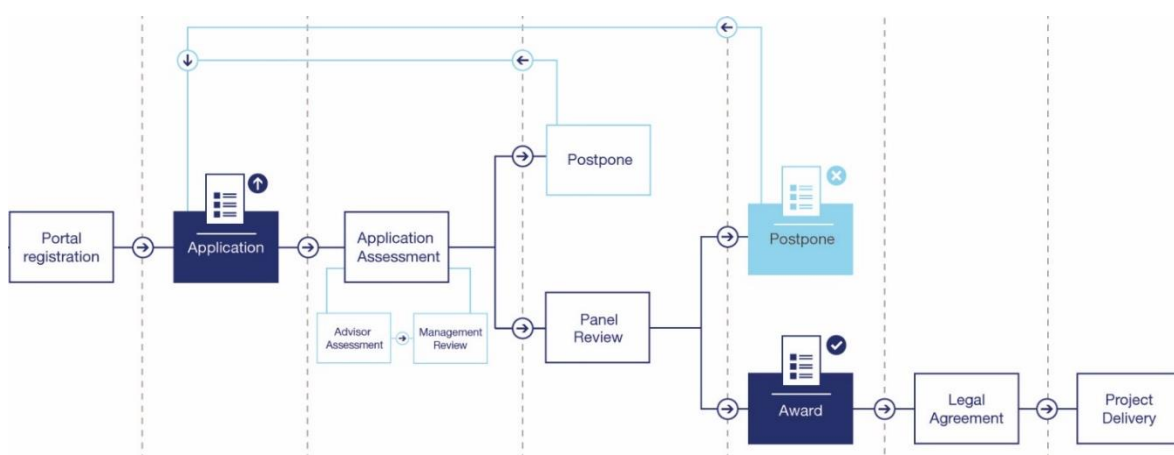 Portal
registration
Application
Application
Assessment
Advisor
Assessment
Management
Review
Postpone
Panel
Review
Postpone
Award
Legal
Agreement
Project
Delivery